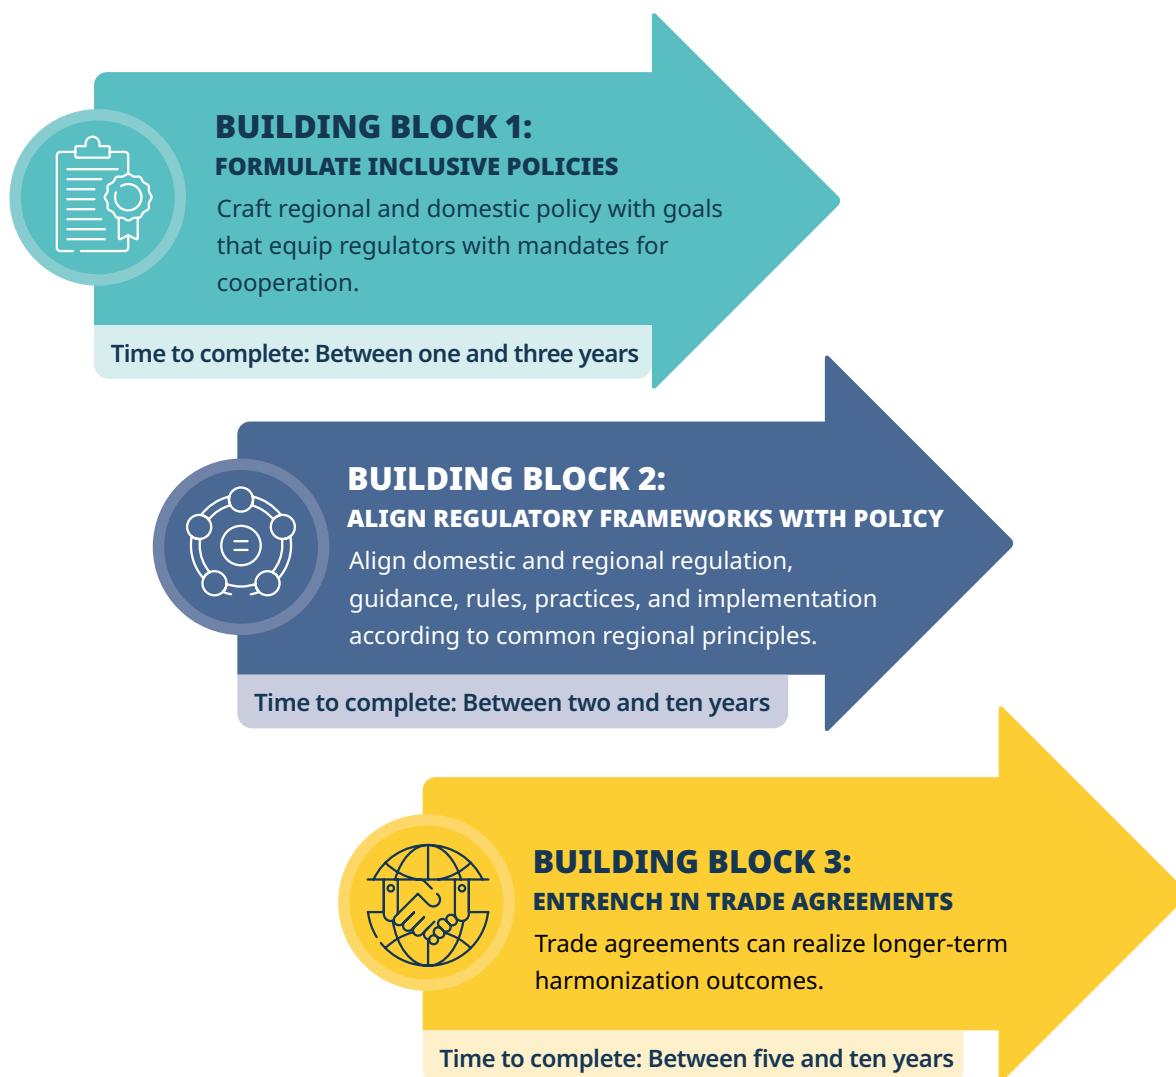 BUILDING BLOCK 1:
FORMULATE INCLUSIVE POLICIES
Craft regional and domestic policy with goals
that equip regulators with mandates for
cooperation.
Time to complete: Between one and three years
BUILDING BLOCK 2:
ALIGN REGULATORY FRAMEWORKS WITH POLICY
Align domestic and regional regulation,
guidance, rules, practices, and implementation
according to common regional principles.
Time to complete: Between two and ten years
BUILDING BLOCK 3:
ENTRENCH IN TRADE AGREEMENTS
Trade agreements can realize longer-term
harmonization outcomes.
Time to complete: Between five and ten years